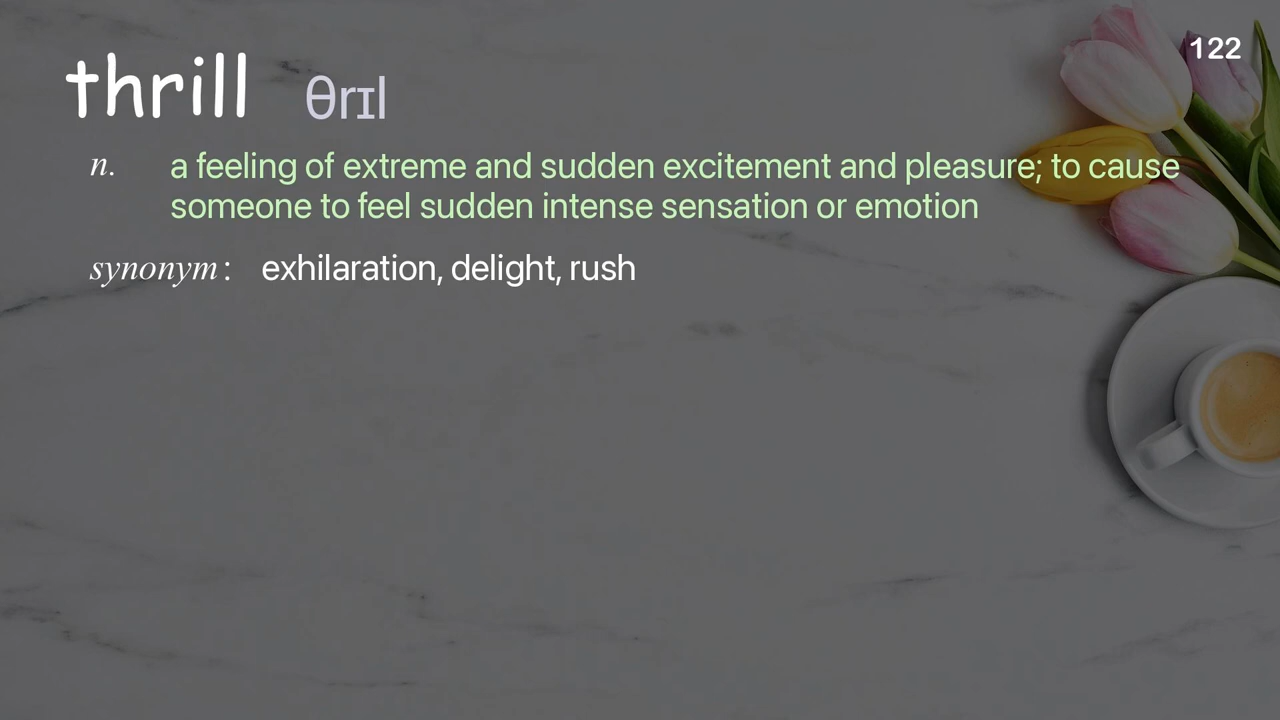 122
thrill θrɪl
n. a feeling of extreme and sudden excitement and pleasure; to cause
someone to feel sudden intense sensation or emotion
synonym: exhilaration, delight, rush